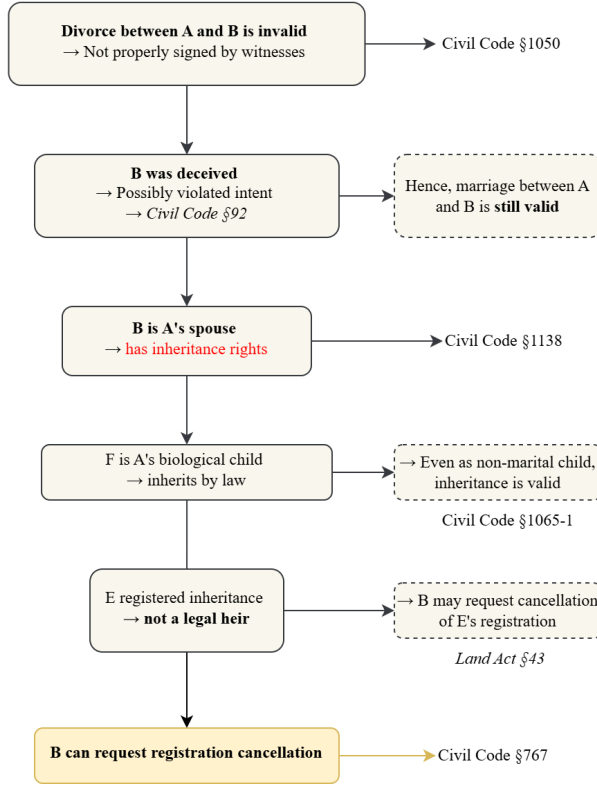 Divorce between A and B is invalid
→ Not properly signed by witnesses
Civil Code §1050
B was deceived
→ Possibly violated intent
→ Civil Code §92
Hence, marriage between A
and B is still valid
B is A's spouse
→ has inheritance rights
Civil Code §1138
F is A's biological child
→ inherits by law
→ Even as non-marital child,
inheritance is valid
Civil Code §1065-1
E registered inheritance
→ not a legal heir
→ B may request cancellation
of E's registration
Land Act §43
B can request registration cancellation
Civil Code §767